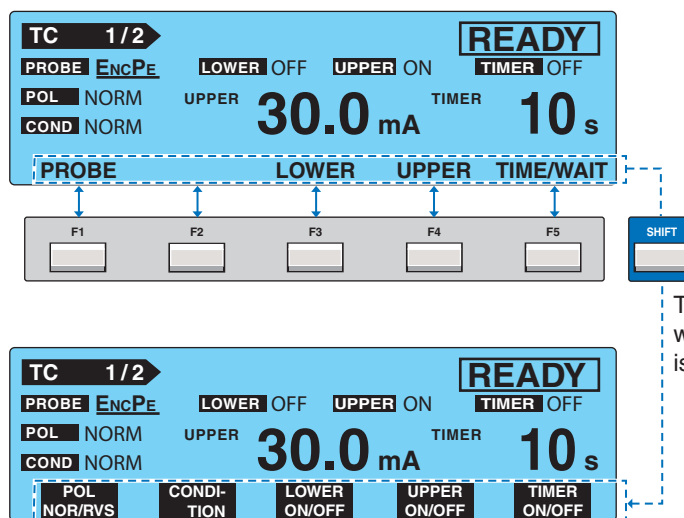 TC 1/2 READY
PROBE ENCPE LOWER OFF UPPER ON TIMER OFF
POL NORM UPPER 30.0 mA TIMER 10 s
COND NORM
PROBE LOWER UPPER TIME/WAIT
F1 F2 F3 F4 F5 SHIFT
T
w
is
TC 1/2 READY
PROBE ENCPE LOWER OFF UPPER ON TIMER OFF
POL NORM UPPER 30.0 mA TIMER 10 s
COND NORM
POL CONDI- LOWER UPPER TIMER
NOR/RVS TION ON/OFF ON/OFF ON/OFF